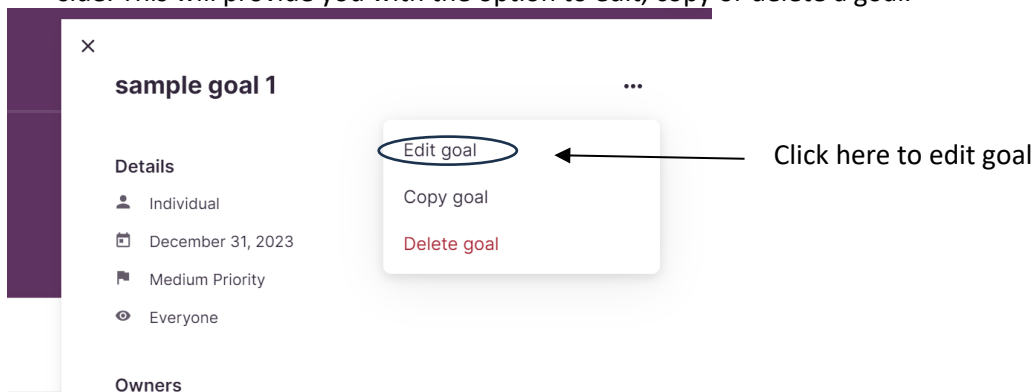 This will provide you with the option to edit, copy or delete a goal.
sample goal 1
Edit goal
Click here to edit goal
Details
Individual
Copy goal
December 31, 2023
Delete goal
Medium Priority
Everyone
Owners